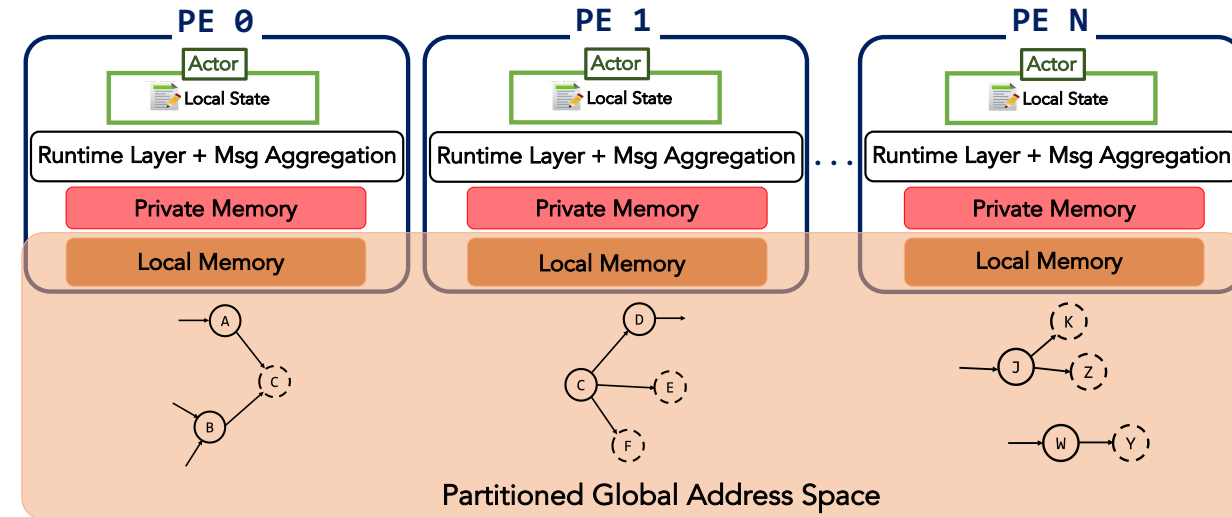 PE 0
PE 1
PE N
Actor
Actor
Actor
Local State
Local State
Local State
Runtime Layer + Msg Aggregation
Runtime Layer + Msg Aggregation
...
Runtime Layer + Msg Aggregation
Private Memory
Private Memory
Private Memory
Local Memory
Local Memory
Local Memory
A
D
K
C
C
E
J
Z
B
F
W
Y
Partitioned Global Address Space